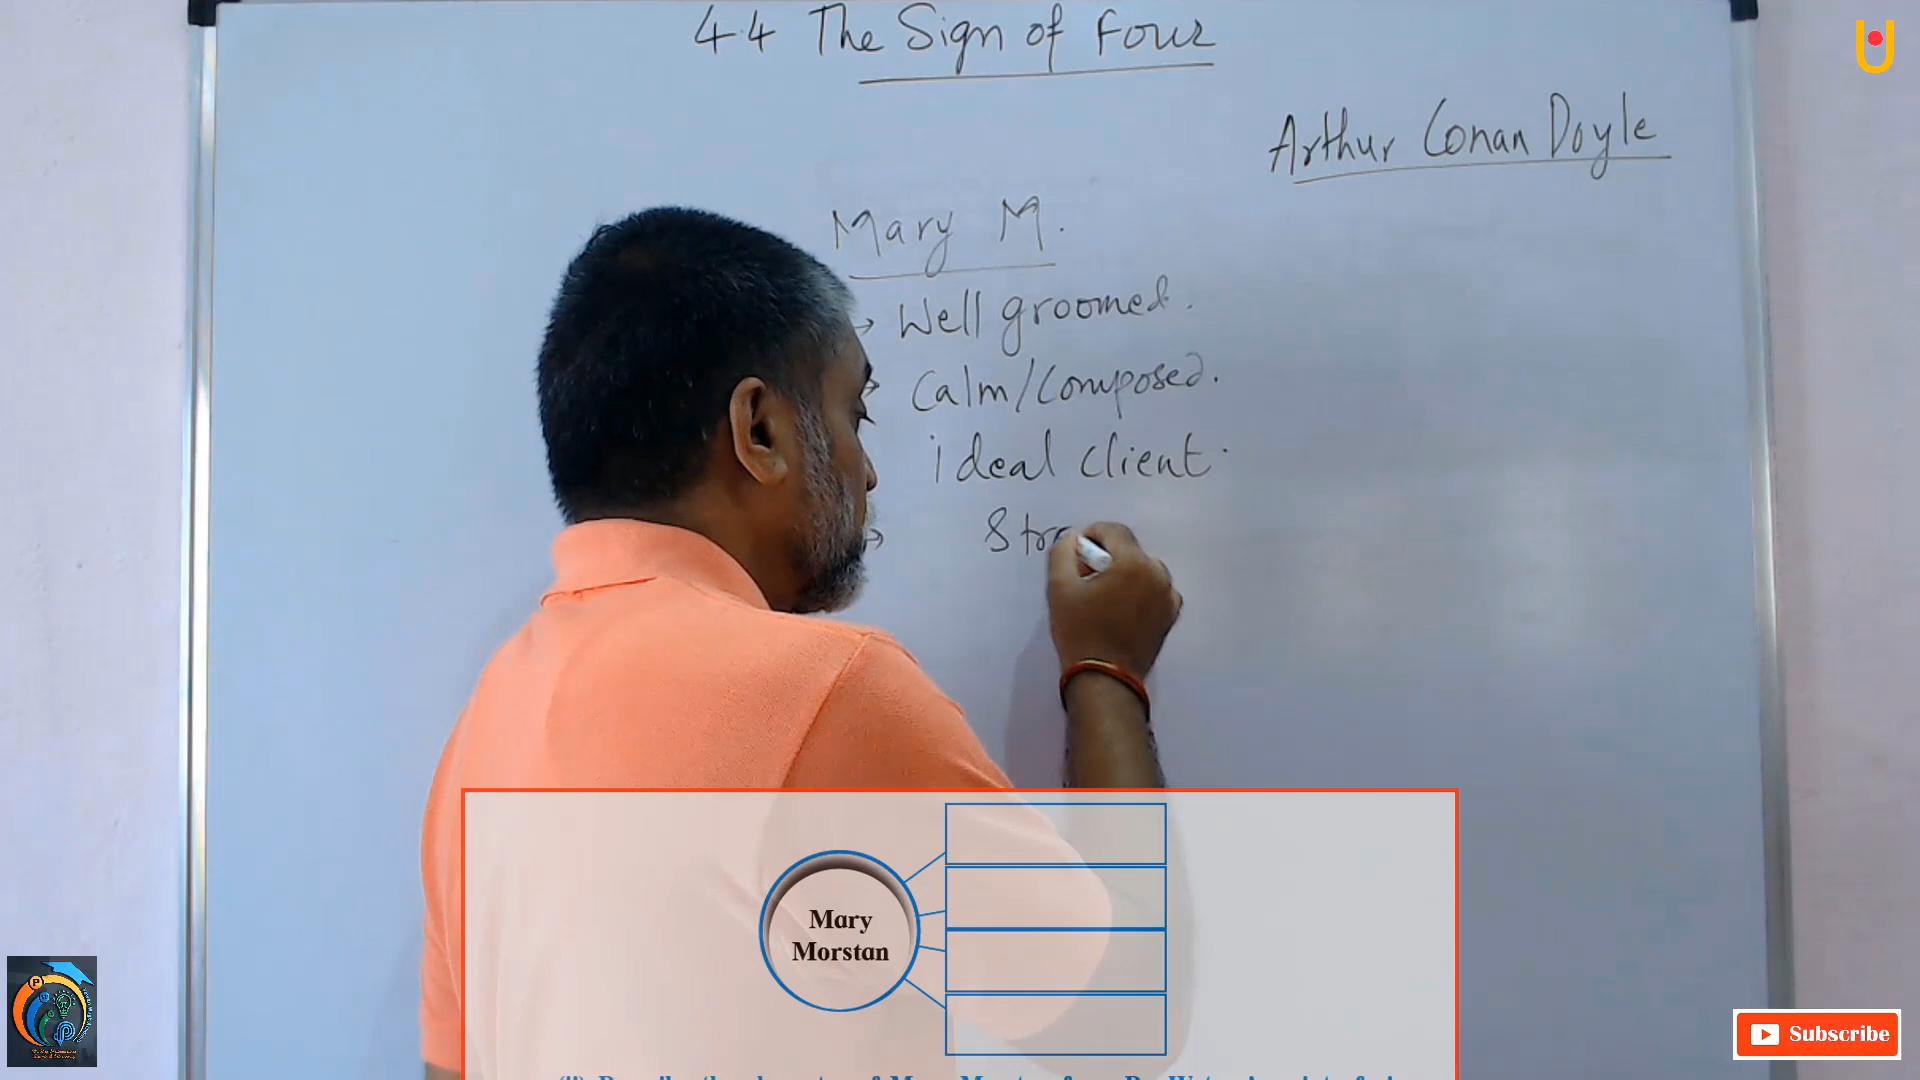 4.4 The Sign of Four
Arthur Conan Doyle
Mary M.
→ Well groomed.
→ Calm/Composed.
ideal client.
→ Str
Mary
Morstan
Subscribe